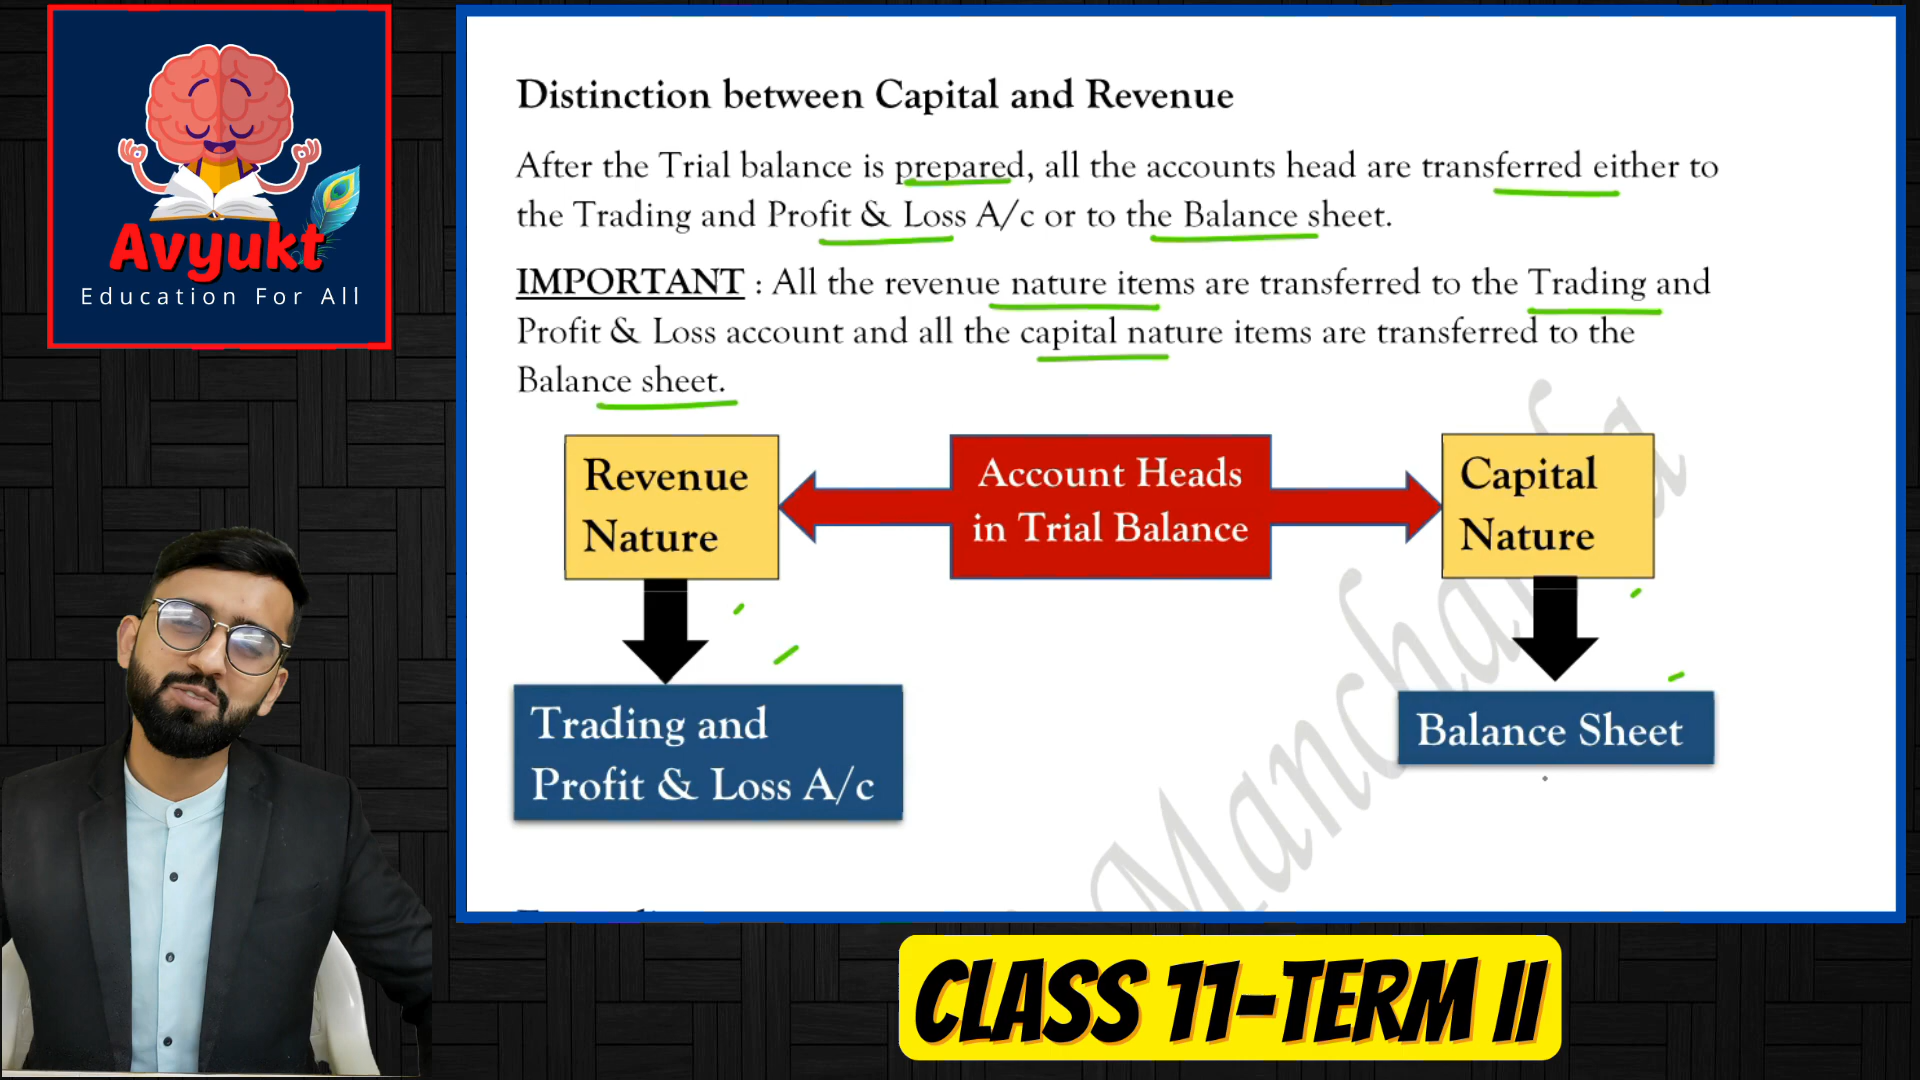 Avyukt
Education For All
Distinction between Capital and Revenue
After the Trial balance is prepared, all the accounts head are transferred either to
the Trading and Profit & Loss A/c or to the Balance sheet.
IMPORTANT : All the revenue nature items are transferred to the Trading and
Profit & Loss account and all the capital nature items are transferred to the
Balance sheet.
Revenue
Nature
Account Heads
in Trial Balance
Capital
Nature
Trading and
Profit & Loss A/c
Balance Sheet
Manchanda
CLASS 11-TERM II